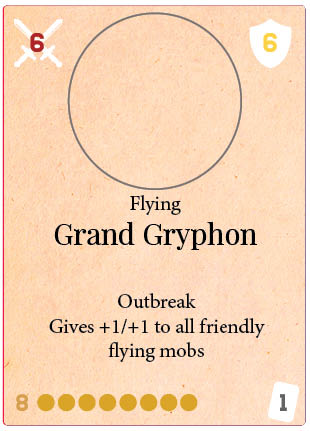 6
6
Flying
Grand Gryphon
Outbreak
Gives +1/+1 to all friendly
flying mobs
8
1